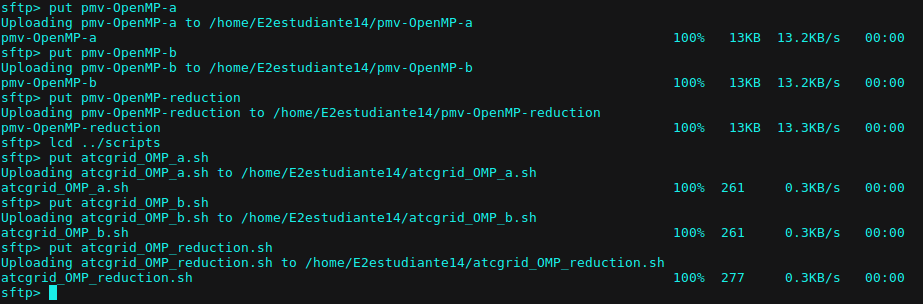 sftp> put pmv-OpenMP-a
Uploading pmv-OpenMP-a to /home/E2estudiante14/pmv-OpenMP-a
pmv-OpenMP-a 100% 13KB 13.2KB/s 00:00
sftp> put pmv-OpenMP-b
Uploading pmv-OpenMP-b to /home/E2estudiante14/pmv-OpenMP-b
pmv-OpenMP-b 100% 13KB 13.2KB/s 00:00
sftp> put pmv-OpenMP-reduction
Uploading pmv-OpenMP-reduction to /home/E2estudiante14/pmv-OpenMP-reduction
pmv-OpenMP-reduction 100% 13KB 13.3KB/s 00:00
sftp> lcd ../scripts
sftp> put atcgrid_OMP_a.sh
Uploading atcgrid_OMP_a.sh to /home/E2estudiante14/atcgrid_OMP_a.sh
atcgrid_OMP_a.sh 100% 261 0.3KB/s 00:00
sftp> put atcgrid_OMP_b.sh
Uploading atcgrid_OMP_b.sh to /home/E2estudiante14/atcgrid_OMP_b.sh
atcgrid_OMP_b.sh 100% 261 0.3KB/s 00:00
sftp> put atcgrid_OMP_reduction.sh
Uploading atcgrid_OMP_reduction.sh to /home/E2estudiante14/atcgrid_OMP_reduction.sh
atcgrid_OMP_reduction.sh 100% 277 0.3KB/s 00:00
sftp>